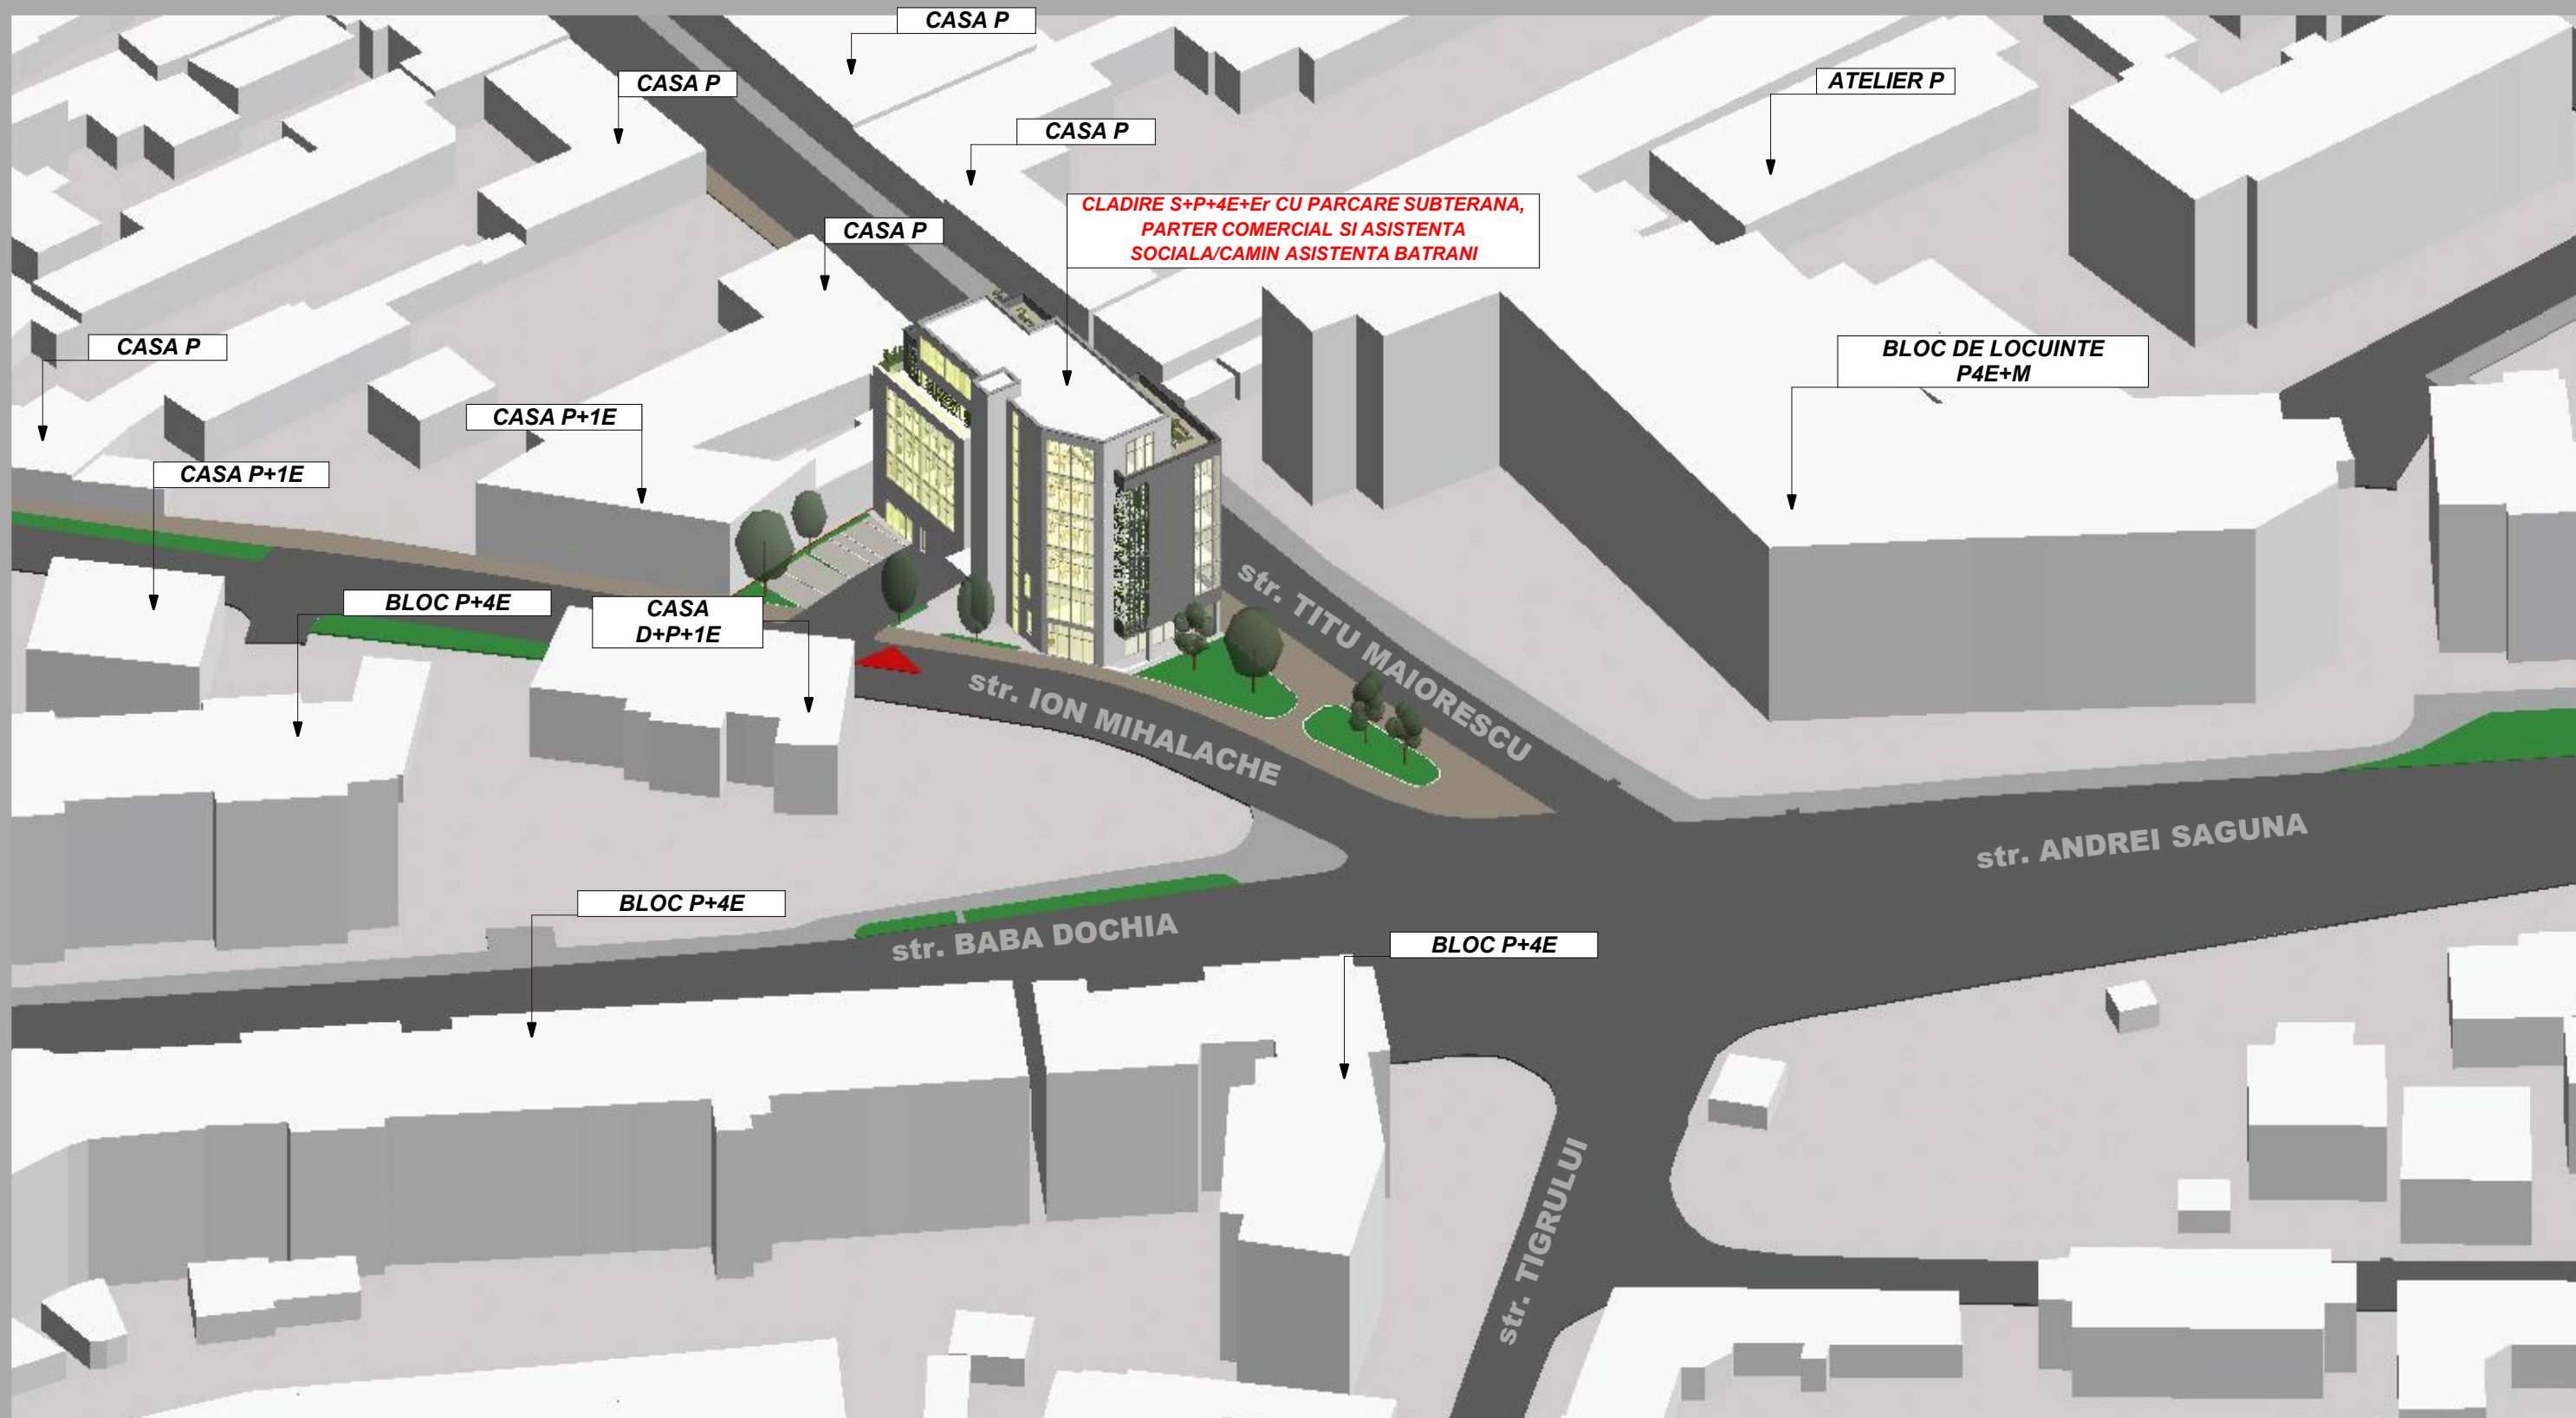 CASA P
CASA P
ATELIER P
CASA P
CLADIRE S+P+4E+Er CU PARCARE SUBTERANA,
PARTER COMERCIAL SI ASISTENTA
SOCIALA/CAMIN ASISTENTA BATRANI
CASA P
CASA P
BLOC DE LOCUINTE
P4E+M
CASA P+1E
CASA P+1E
BLOC P+4E
CASA
D+P+1E
str. TITU MAIORESCU
str. ION MIHALACHE
str. ANDREI SAGUNA
BLOC P+4E
str. BABA DOCHIA
BLOC P+4E
str. TIGRULUI